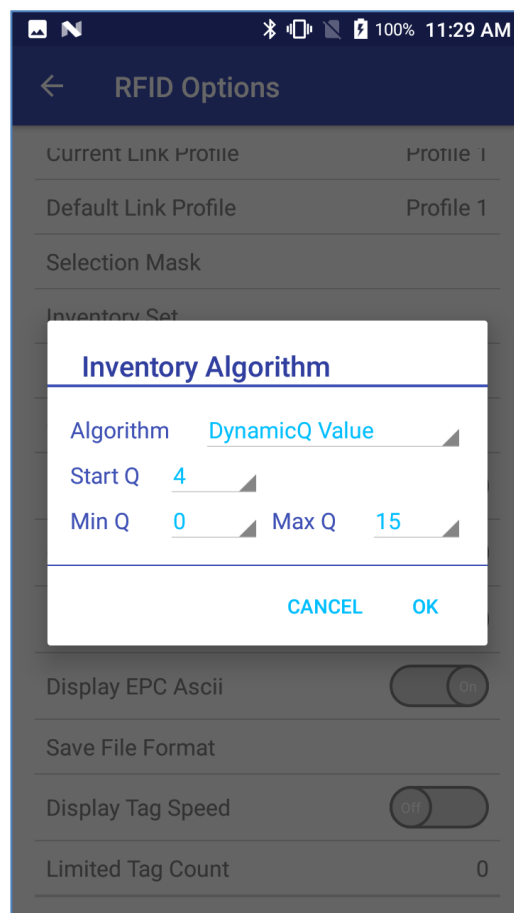 100% 11:29 AM
RFID Options
Current Link Profile Profile 1
Default Link Profile Profile 1
Selection Mask
Inventory Set
Inventory Algorithm
Algorithm DynamicQ Value
Start Q 4
Min Q 0 Max Q 15
CANCEL OK
Display EPC Ascii On
Save File Format
Display Tag Speed Off
Limited Tag Count 0